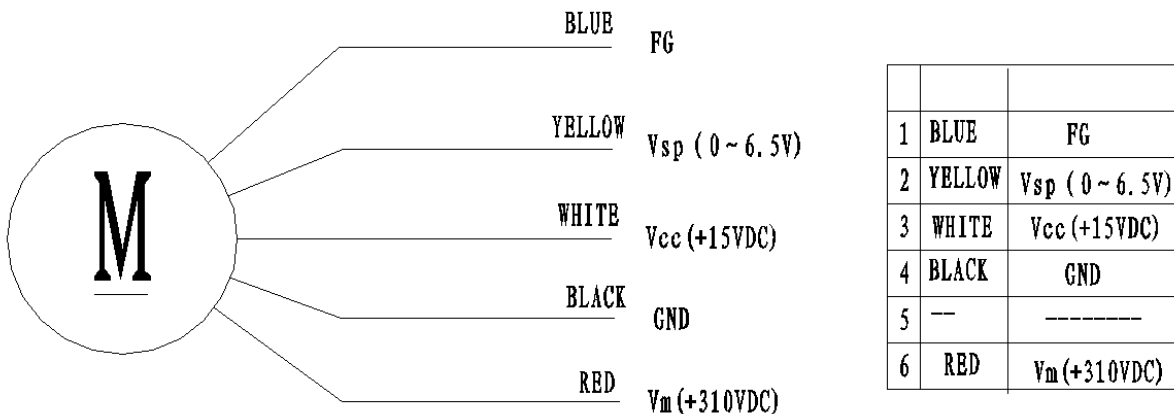 BLUE FG
YELLOW Vsp (0~6.5V)
WHITE Vcc(+15VDC)
BLACK GND
RED Vm(+310VDC)
M
1 BLUE FG
2 YELLOW Vsp (0~6.5V)
3 WHITE Vcc(+15VDC)
4 BLACK GND
5 -- --------
6 RED Vm(+310VDC)